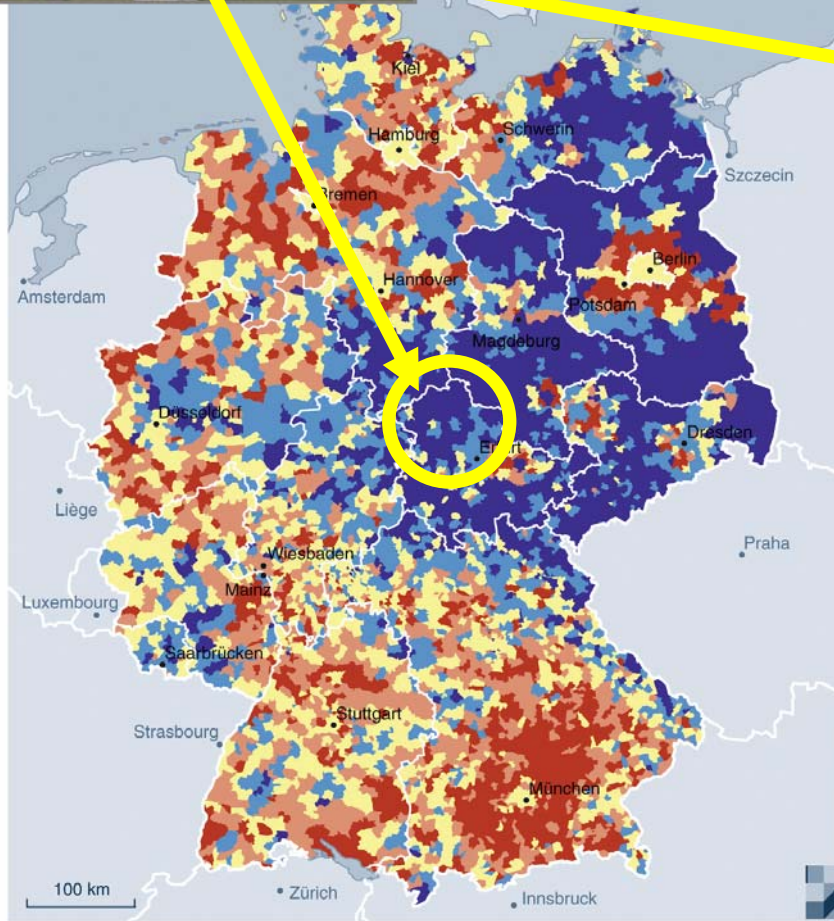 Kiel
Hamburg
Schwerin
Szczecin
Bremen
Berlin
Amsterdam
Hannover
Potsdam
Magdeburg
Düsseldorf
Dresden
Liège
Praha
Wiesbaden
Mainz
Luxembourg
Saarbrücken
Stuttgart
Strasbourg
München
100 km
Zürich
Innsbruck